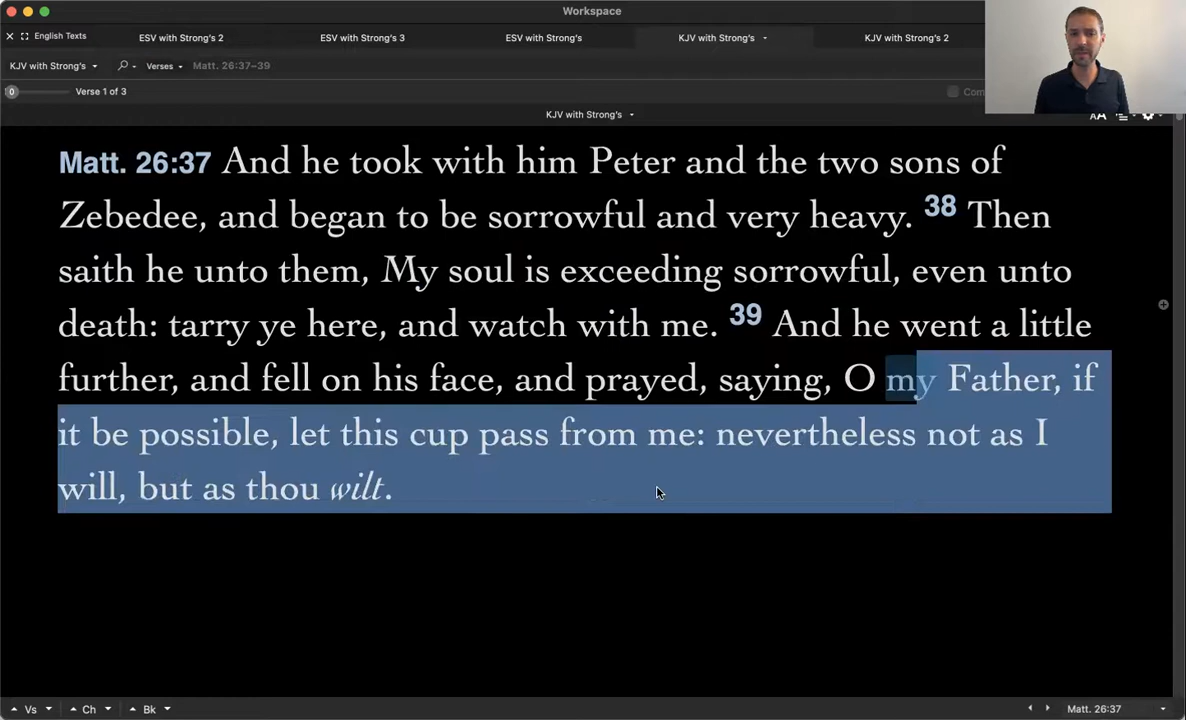 Workspace
English Texts
ESV with Strong's 2
ESV with Strong's 3
ESV with Strong's
KJV with Strong's
KJV with Strong's 2
KJV with Strong's
Verses
Matt. 26:37–39
0
Verse 1 of 3
Com
KJV with Strong's
AA
Matt. 26:37 And he took with him Peter and the two sons of
Zebedee, and began to be sorrowful and very heavy. 38 Then
saith he unto them, My soul is exceeding sorrowful, even unto
death: tarry ye here, and watch with me. 39 And he went a little
further, and fell on his face, and prayed, saying, O my Father, if
it be possible, let this cup pass from me: nevertheless not as I
will, but as thou wilt.
Vs
Ch
Bk
Matt. 26:37